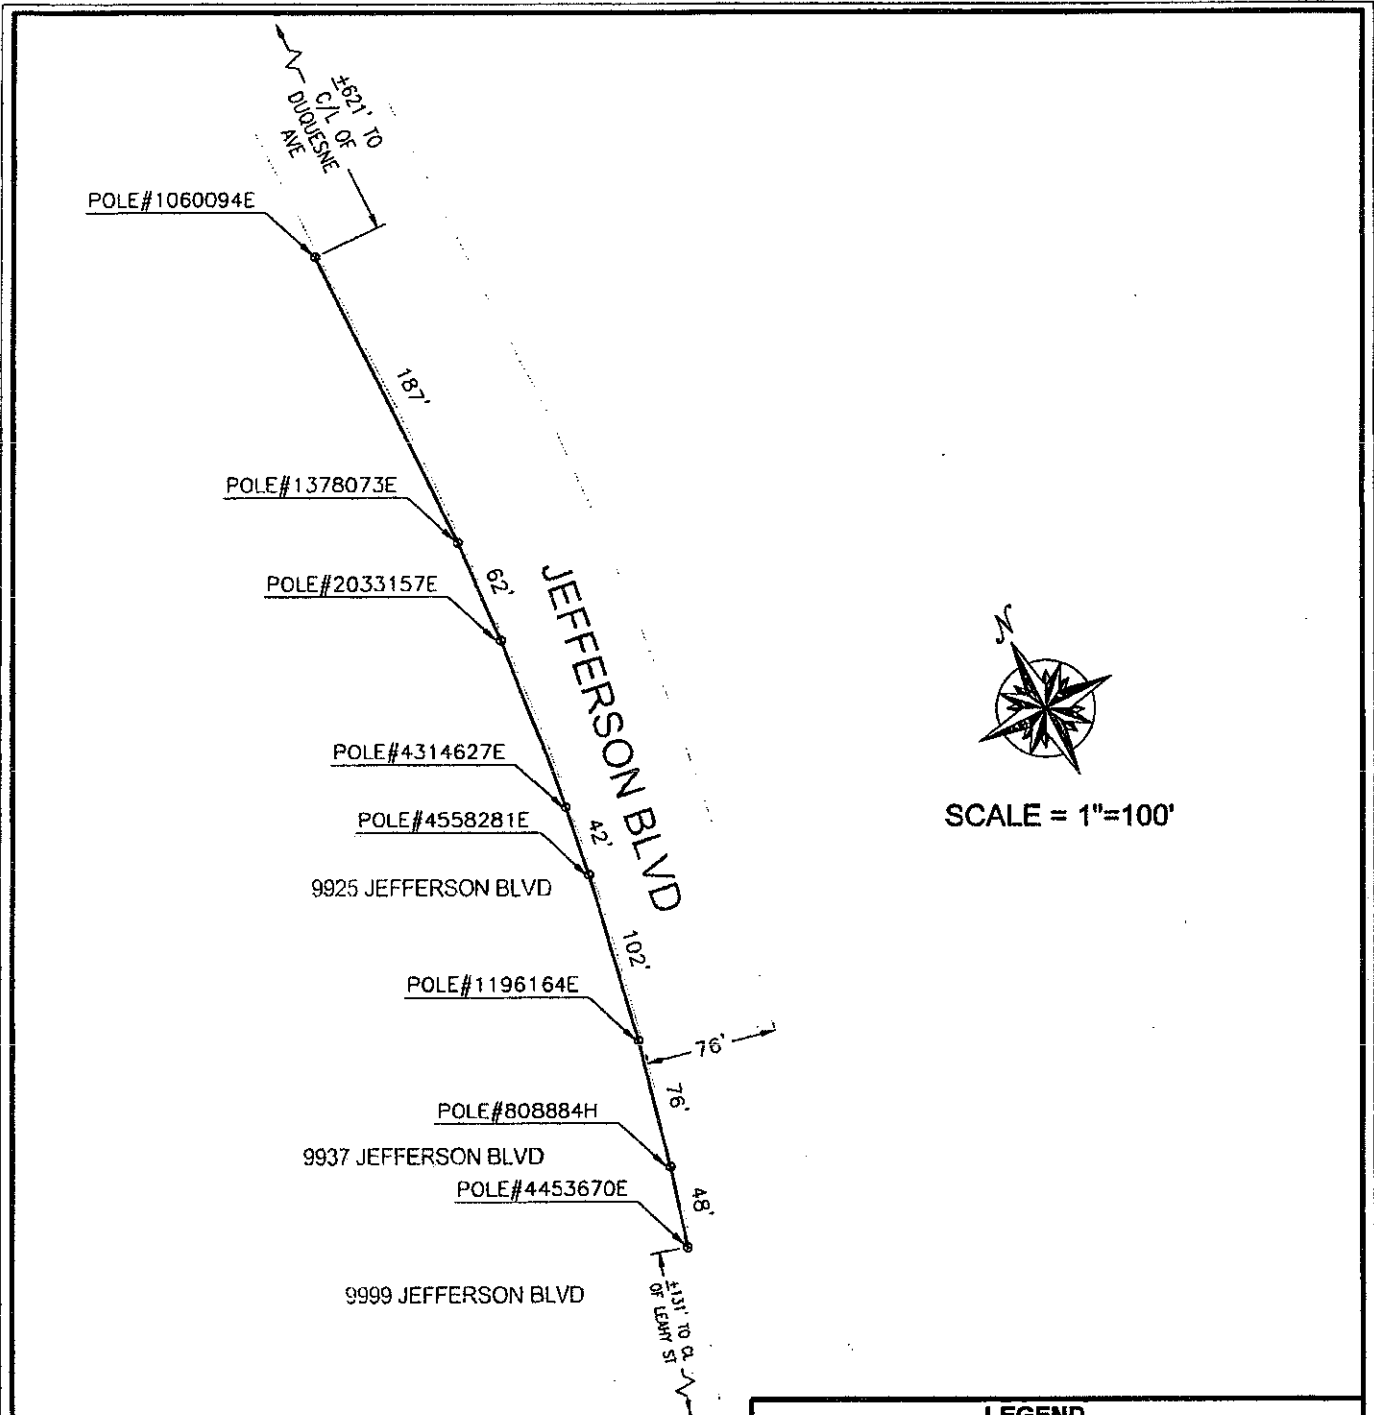 ±621' TO
C/L OF
DUQUESNE
AVE
POLE#1060094E
187'
POLE#1378073E
62'
POLE#2033157E
JEFFERSON BLVD
N
POLE#4314627E
SCALE = 1"=100'
POLE#4558281E
42'
9925 JEFFERSON BLVD
102'
POLE#1196164E
76'
76'
POLE#808884H
9937 JEFFERSON BLVD
POLE#4453670E
48'
9999 JEFFERSON BLVD
±131' TO CL
OF LEAHY ST
LEGEND